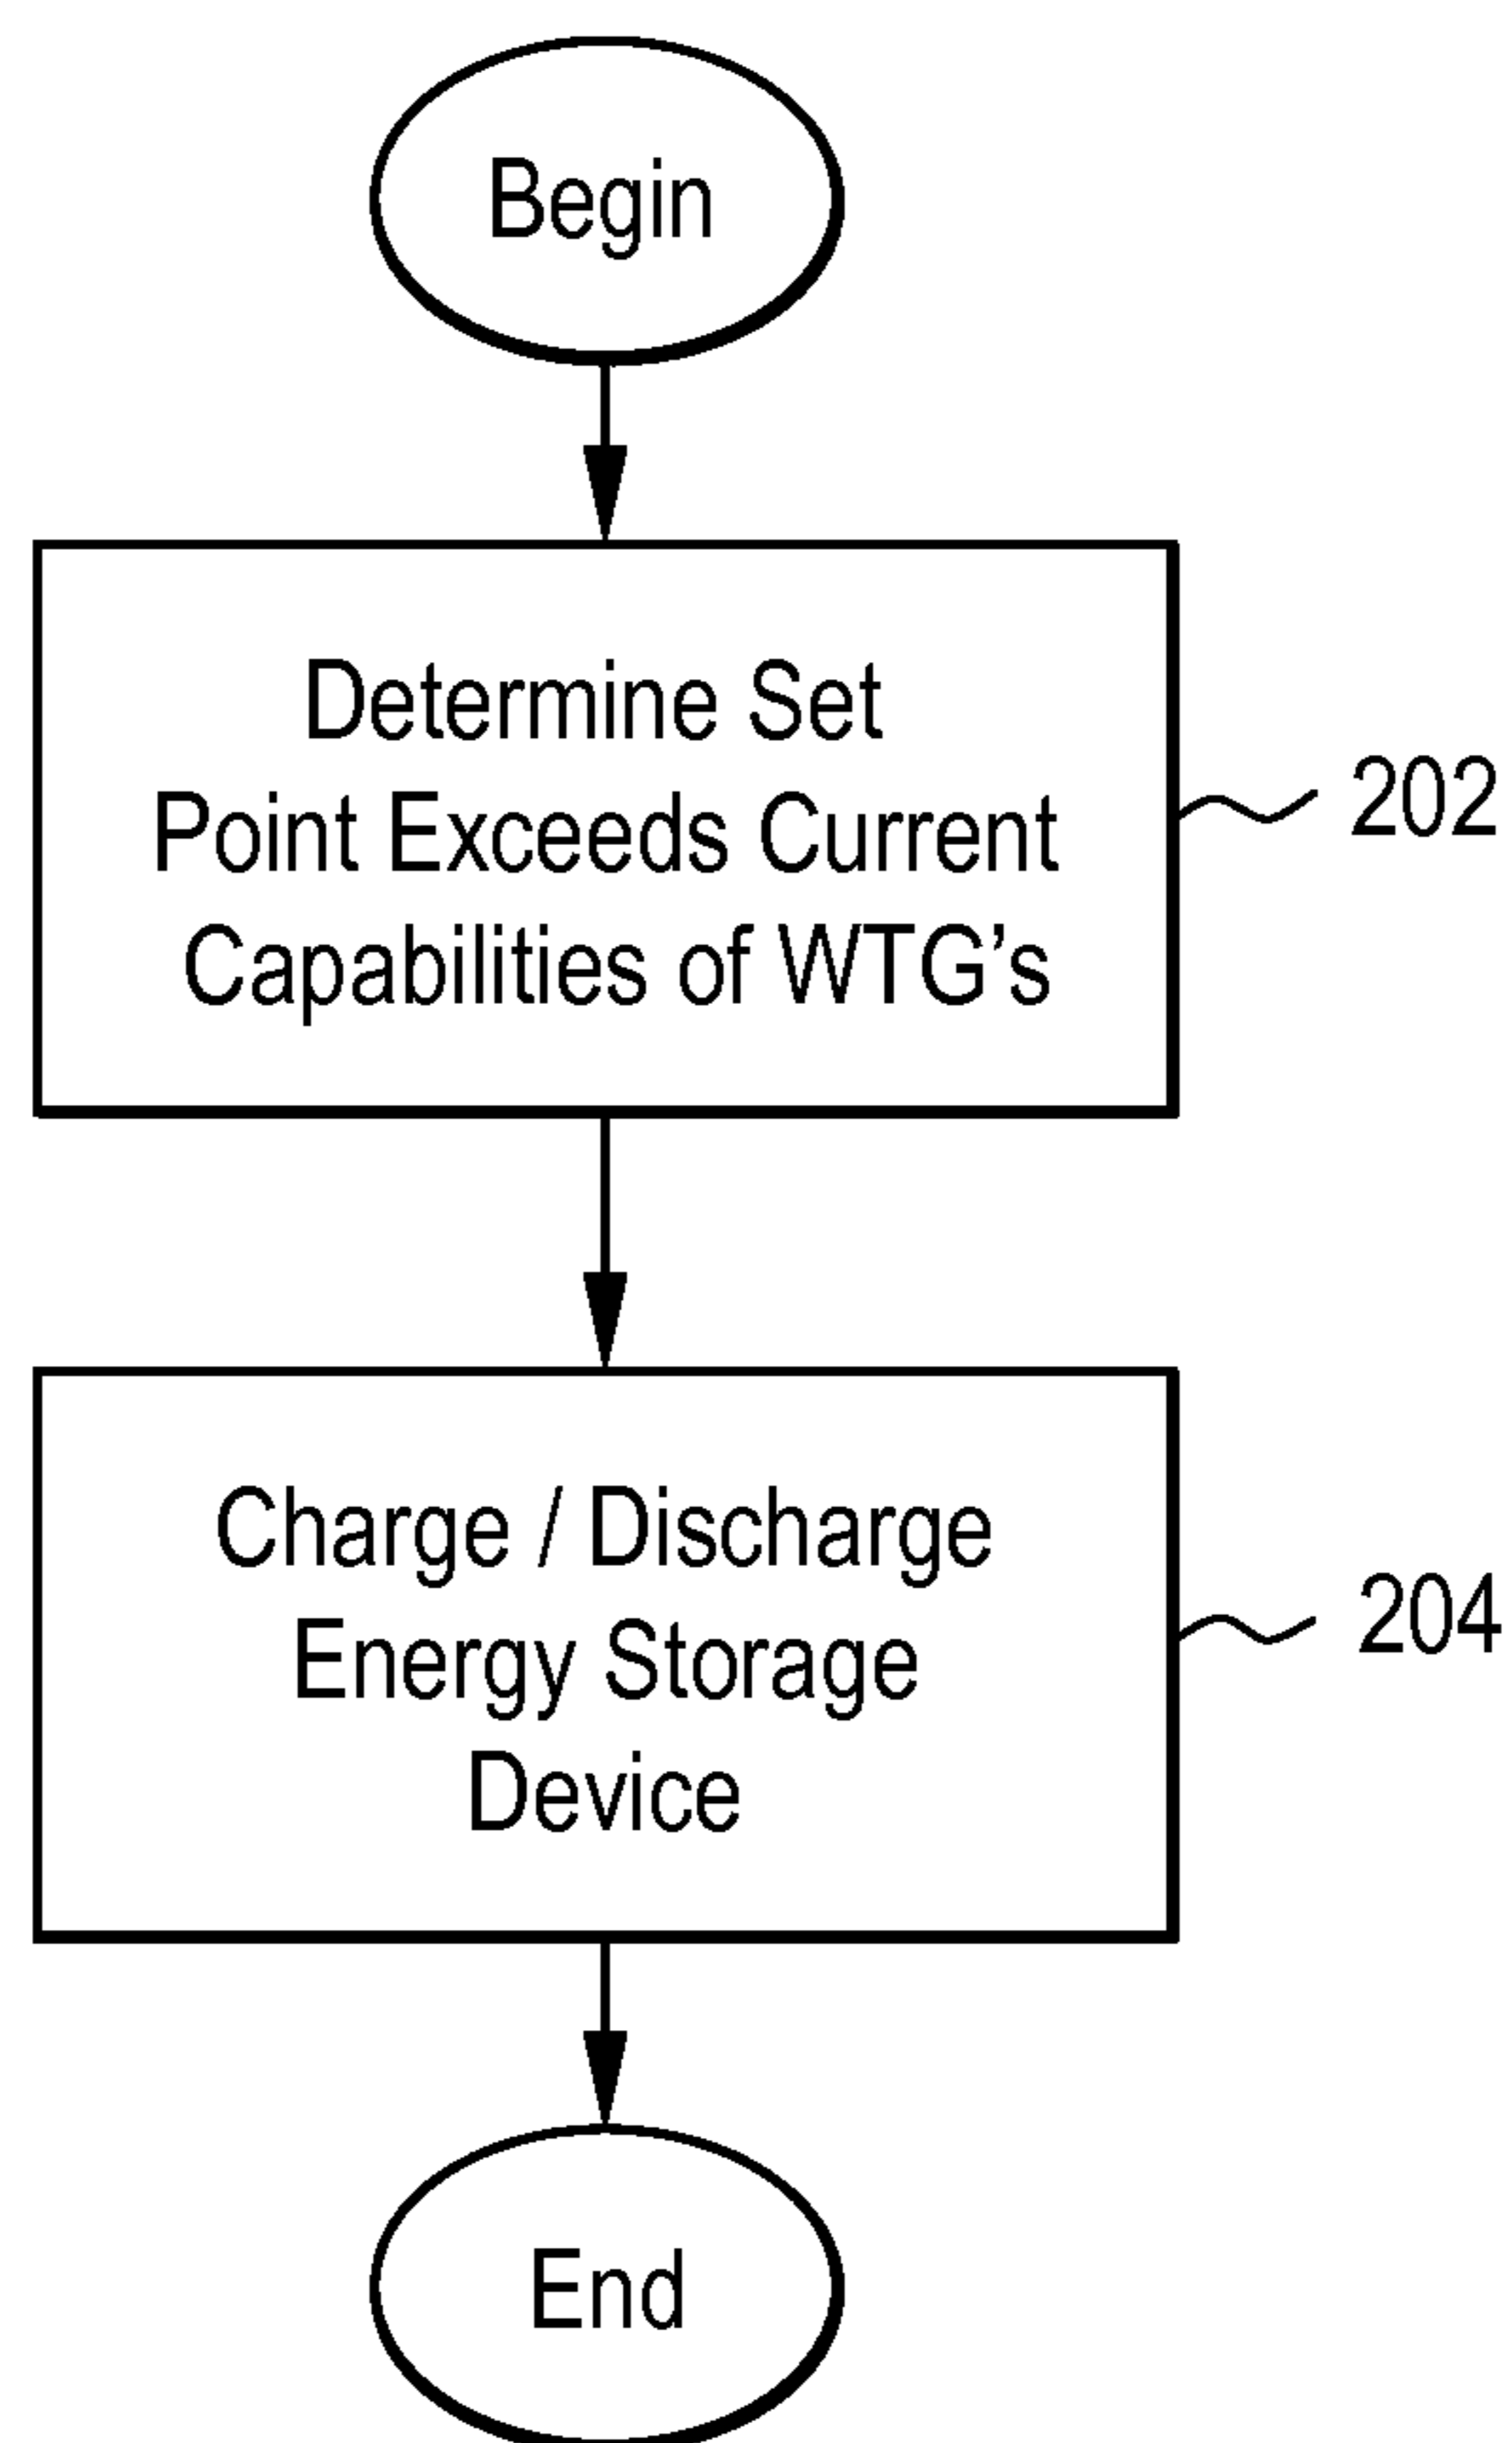 Begin
Determine Set
Point Exceeds Current
Capabilities of WTG's
202
Charge / Discharge
Energy Storage
Device
204
End